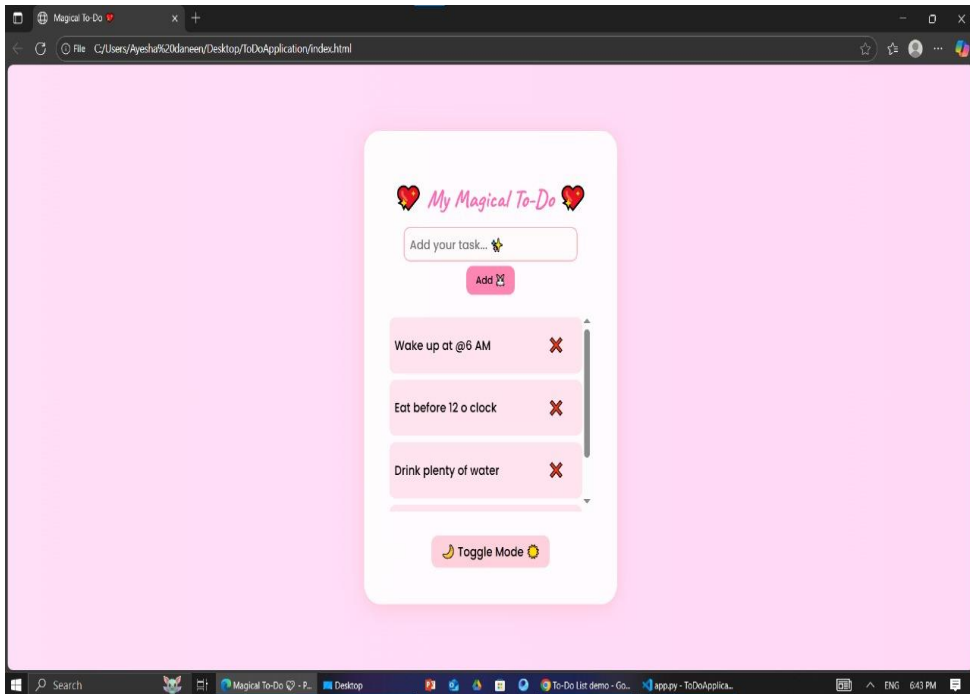 Magical To-Do 💖
File C:/Users/Ayesha%20daneen/Desktop/ToDoApplication/index.html
💖 My Magical To-Do 💖
Add your task... ✨
Add 🐰
Wake up at @6 AM ❌
Eat before 12 o clock ❌
Drink plenty of water ❌
🌙 Toggle Mode 🌞
Search Magical To-Do 🤍 - P... Desktop To-Do List demo - Go... app.py - ToDoApplica... ENG 6:43 PM